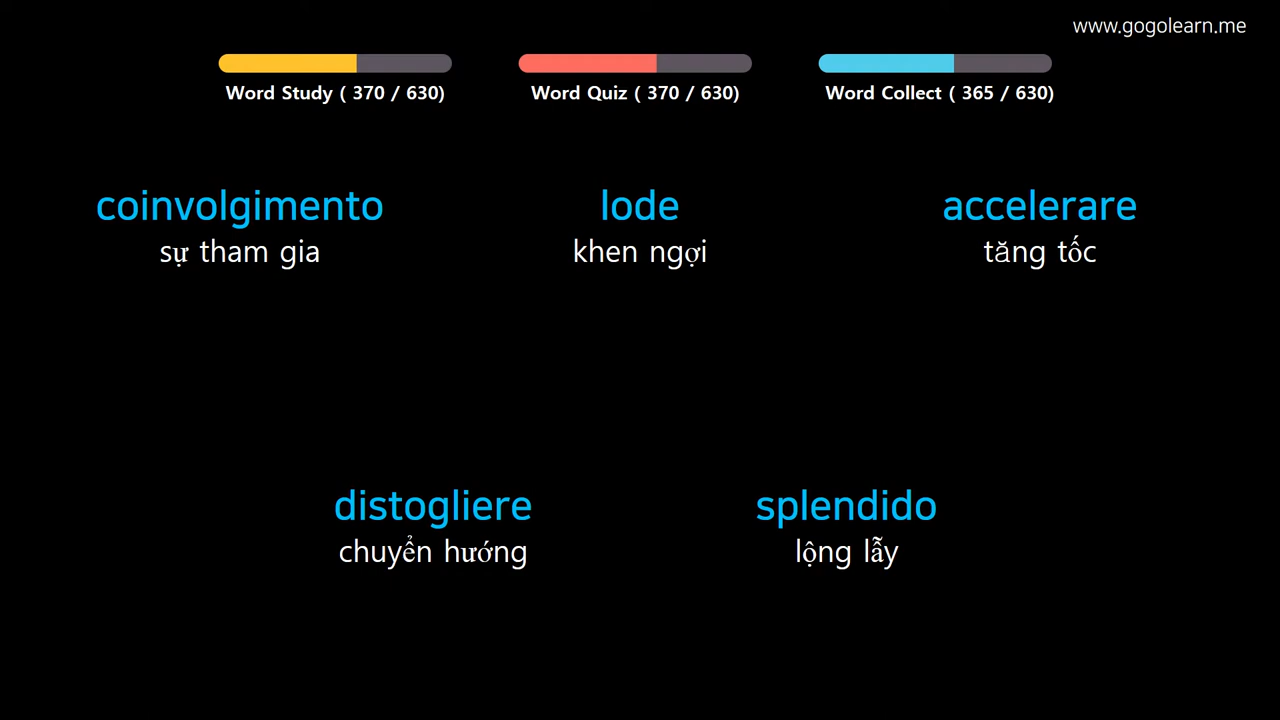 www.gogolearn.me
Word Study ( 370 / 630)
Word Quiz ( 370 / 630)
Word Collect ( 365 / 630)
coinvolgimento
sự tham gia
lode
khen ngợi
accelerare
tăng tốc
distogliere
chuyển hướng
splendido
lộng lẫy